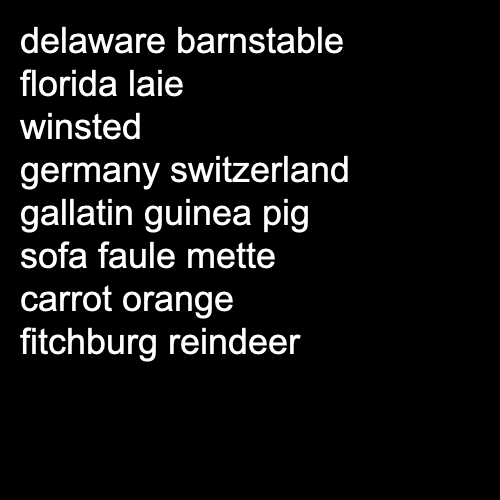 delaware barnstable
florida laie
winsted
germany switzerland
gallatin guinea pig
sofa faule mette
carrot orange
fitchburg reindeer